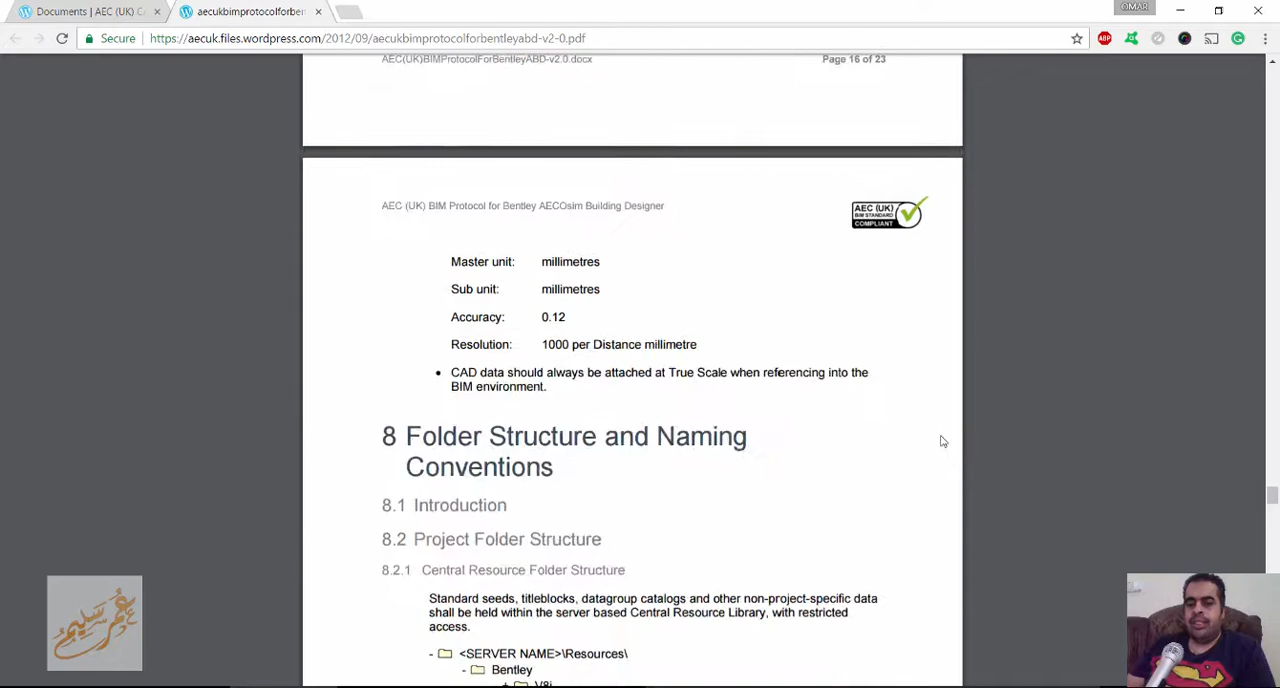 Documents | AEC (UK) C
aecukbimprotocolforben
OMAR
Secure
https://aecuk.files.wordpress.com/2012/09/aecukbimprotocolforbentleyabd-v2-0.pdf
ABP
AEC(UK)BIMProtocolForBentleyABD-v2.0.docx
Page 16 of 23
AEC (UK) BIM Protocol for Bentley AECOsim Building Designer
AEC (UK)
BIM STANDARD
COMPLIANT
Master unit: millimetres
Sub unit: millimetres
Accuracy: 0.12
Resolution: 1000 per Distance millimetre
• CAD data should always be attached at True Scale when referencing into the
BIM environment.
8 Folder Structure and Naming
Conventions
8.1 Introduction
8.2 Project Folder Structure
8.2.1 Central Resource Folder Structure
Standard seeds, titleblocks, datagroup catalogs and other non-project-specific data
shall be held within the server based Central Resource Library, with restricted
access.
- <SERVER NAME>\Resources\
- Bentley
+ V8i
عمر سليم